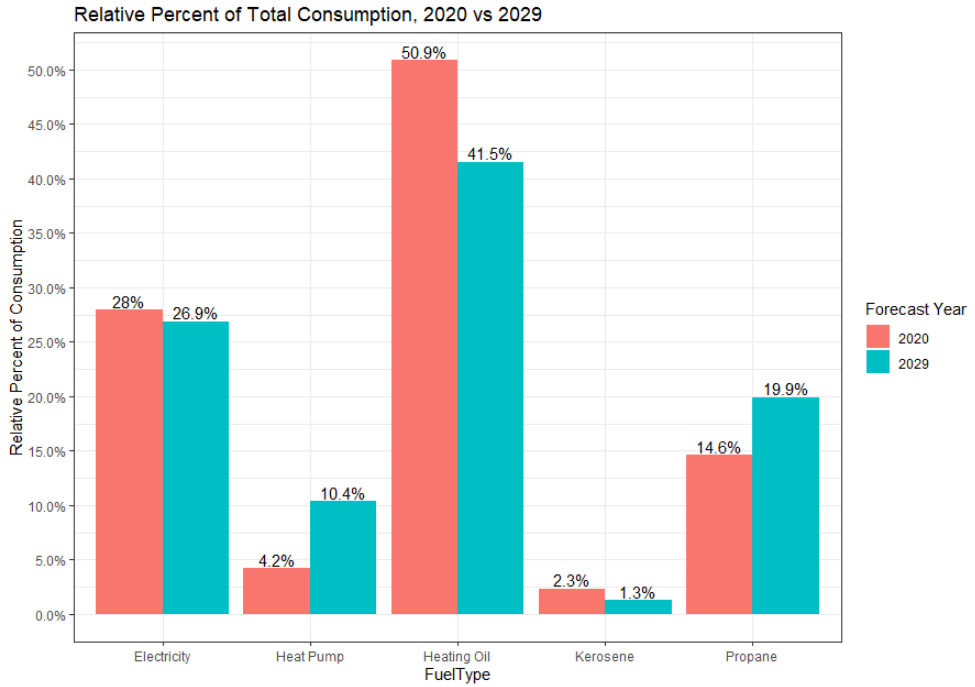 Relative Percent of Total Consumption, 2020 vs 2029
Relative Percent of Consumption
50.0%
45.0%
40.0%
35.0%
30.0%
25.0%
20.0%
15.0%
10.0%
5.0%
0.0%
28%
26.9%
4.2%
10.4%
50.9%
41.5%
2.3%
1.3%
14.6%
19.9%
Electricity
Heat Pump
Heating Oil
Kerosene
Propane
FuelType
Forecast Year
2020
2029